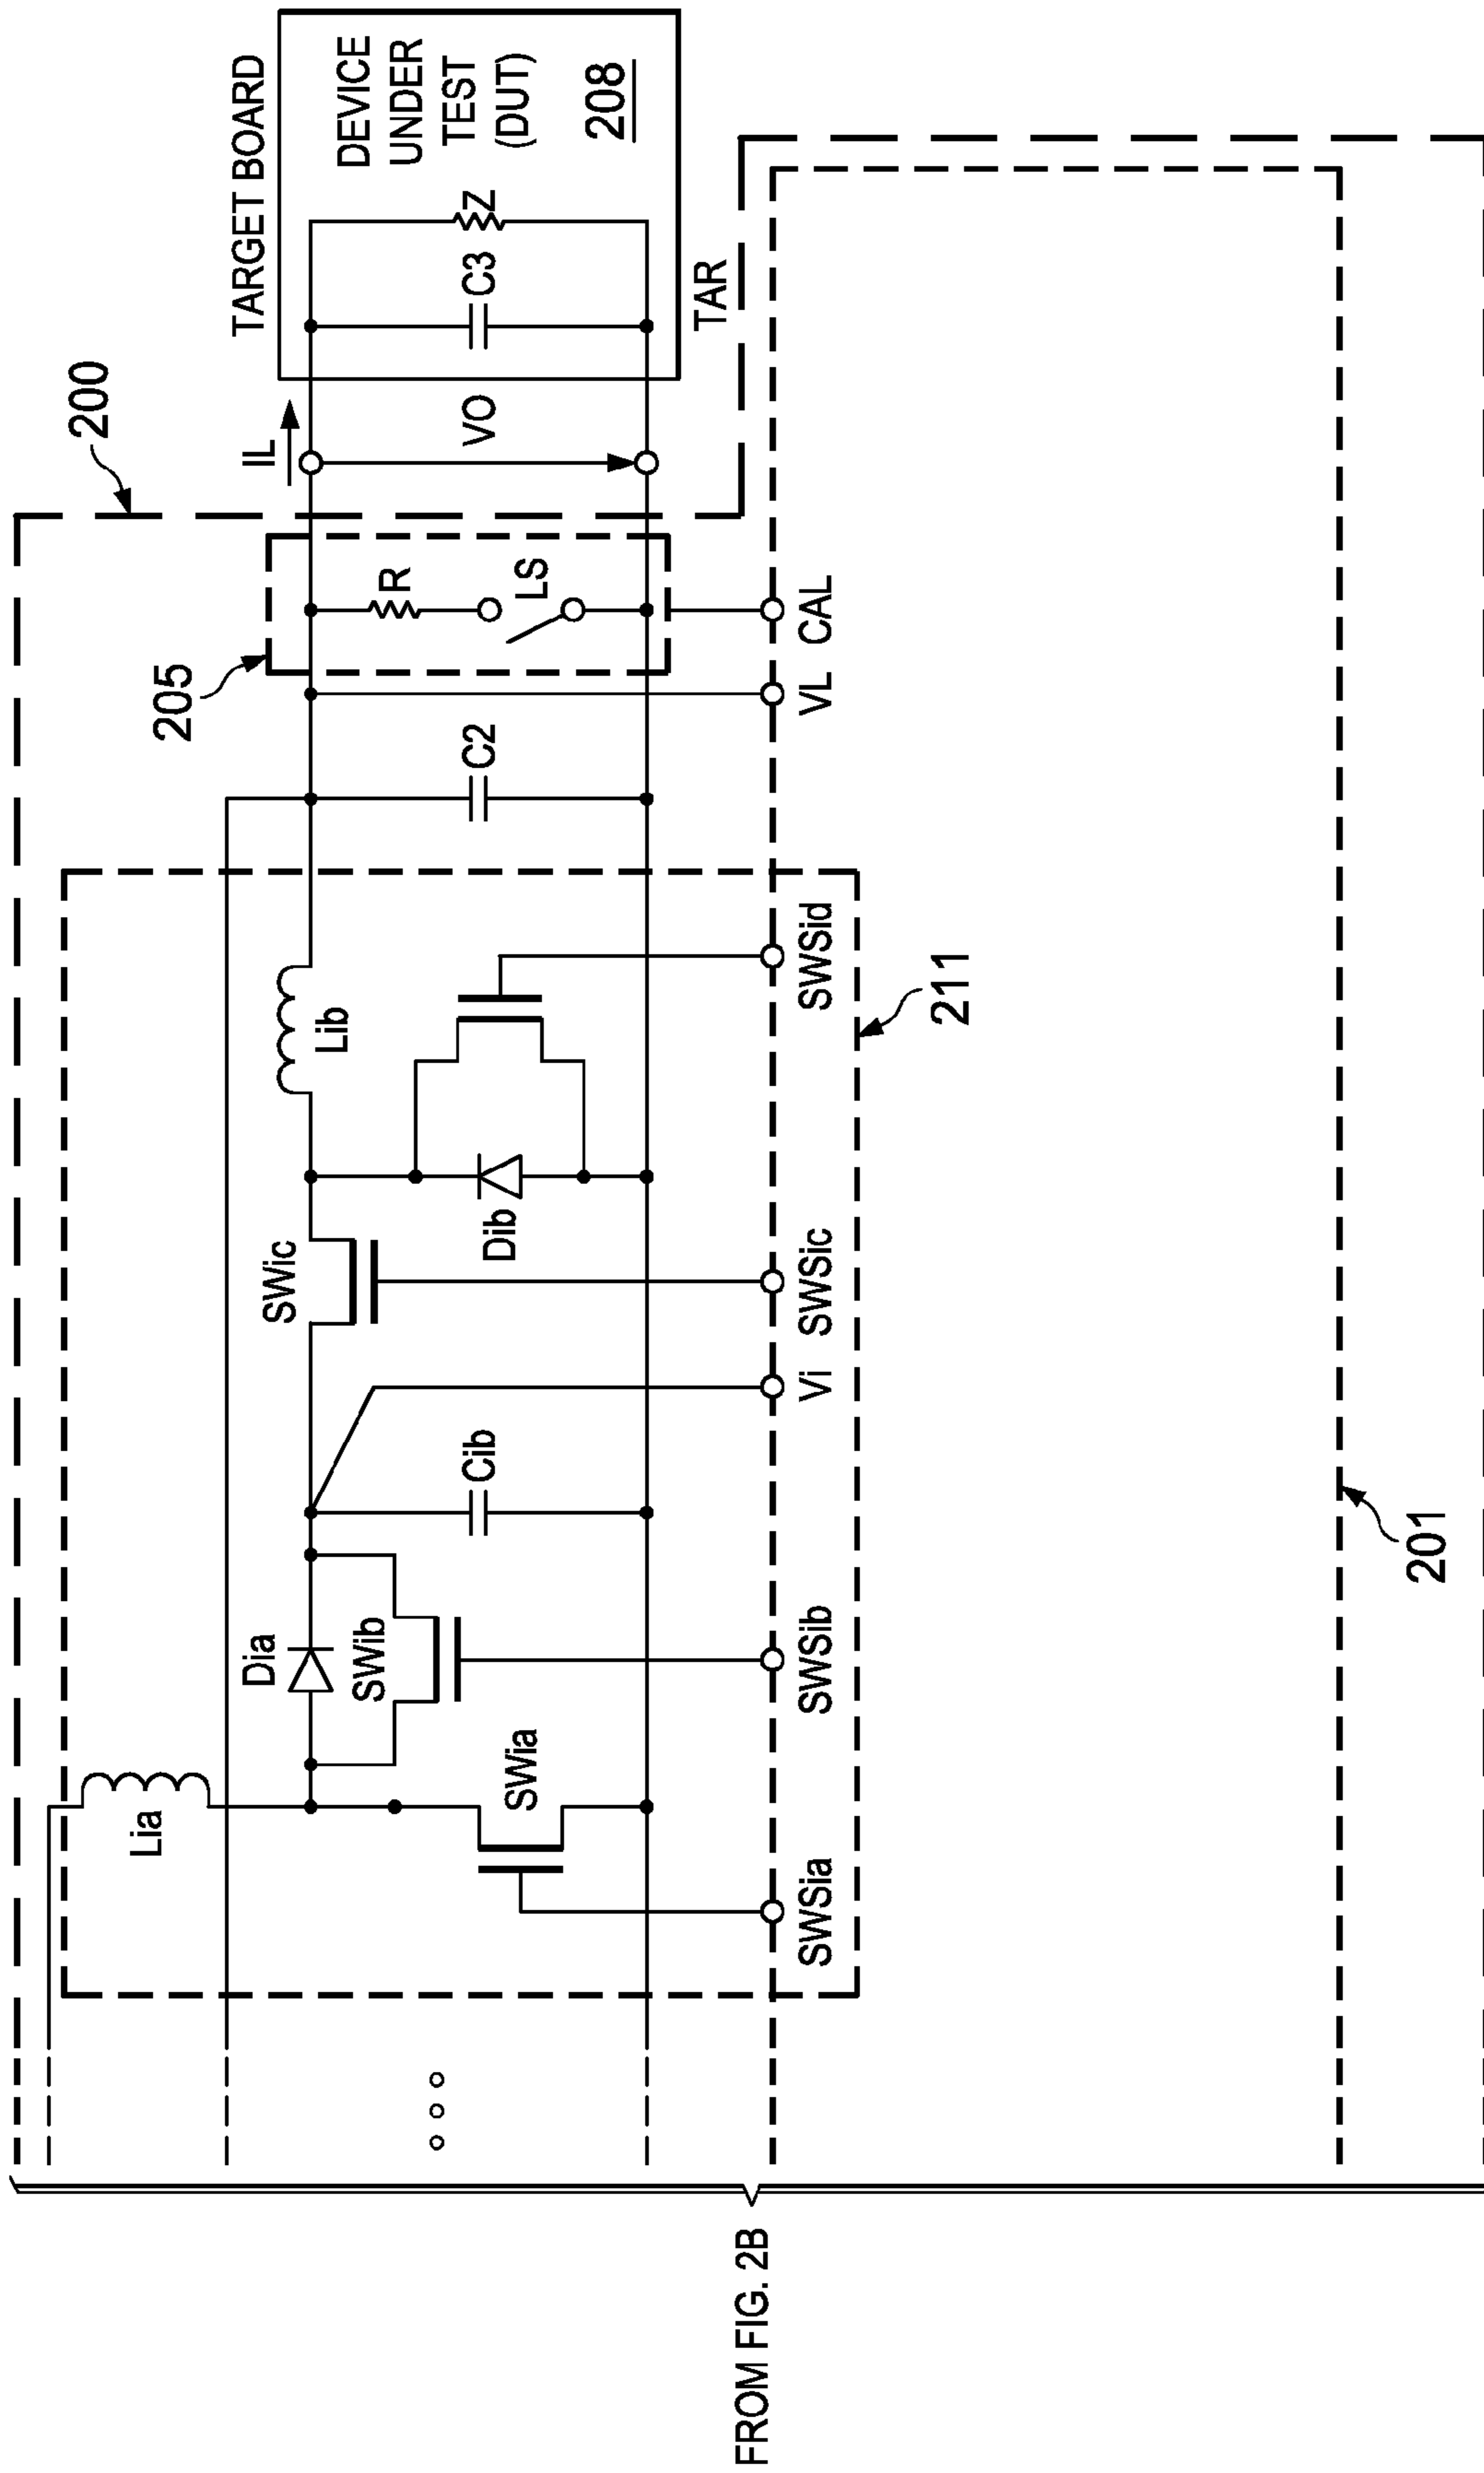 FROM FIG. 2B
200
TARGET BOARD
DEVICE
UNDER
TEST
(DUT)
208
Z
C3
TAR
IL
VO
205
R
LS
CAL
VL
C2
Lib
SWSid
211
Dib
SWic
SWSic
Vi
Cib
Dia
SWib
SWSib
Lia
SWia
SWSia
201